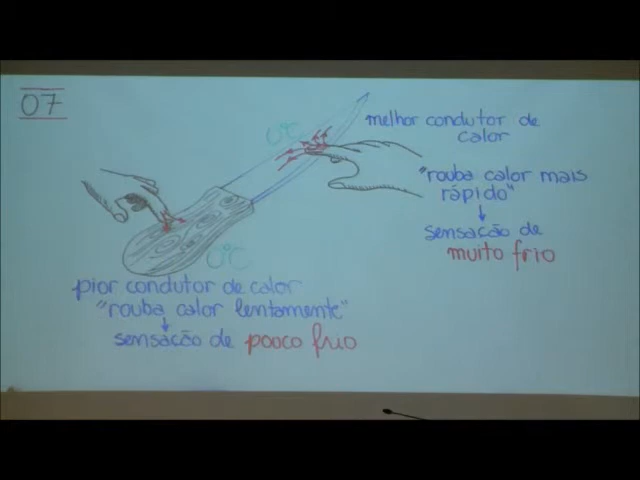 07
0°C
melhor condutor de
calor
"rouba calor mais
rápido"
sensação de
muito frio
0°C
pior condutor de calor
"rouba calor lentamente"
sensação de pouco frio